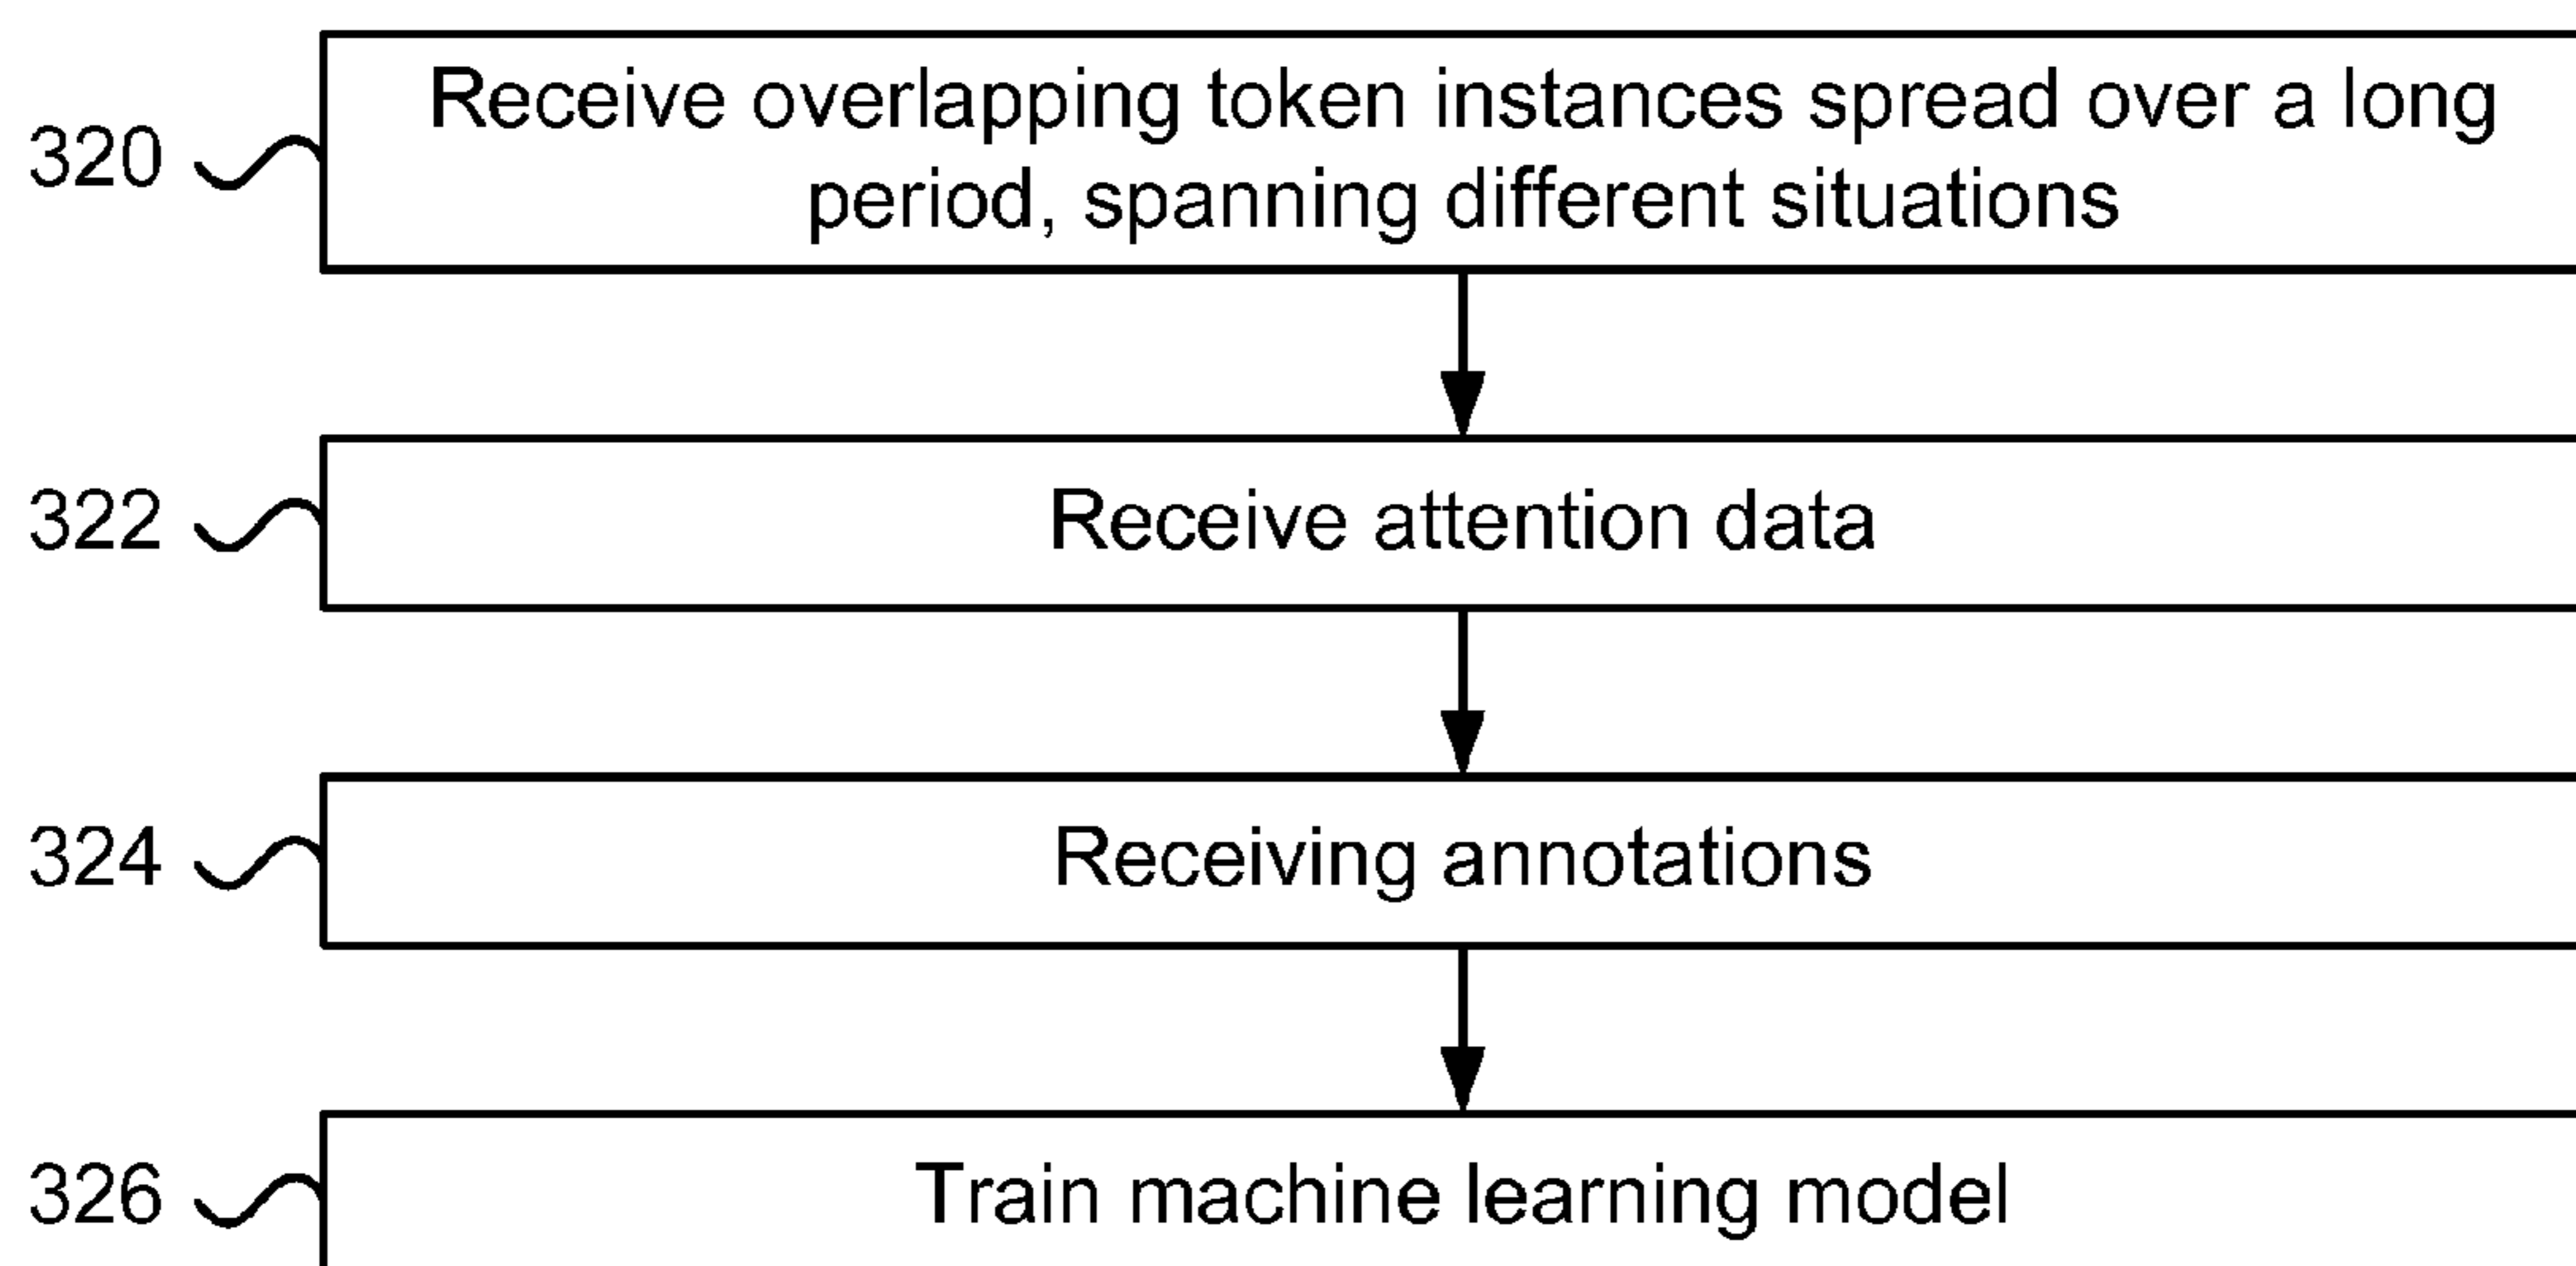 Receive overlapping token instances spread over a long
320
period, spanning different situations
322
Receive attention data
324
Receiving annotations
326
Train machine learning model